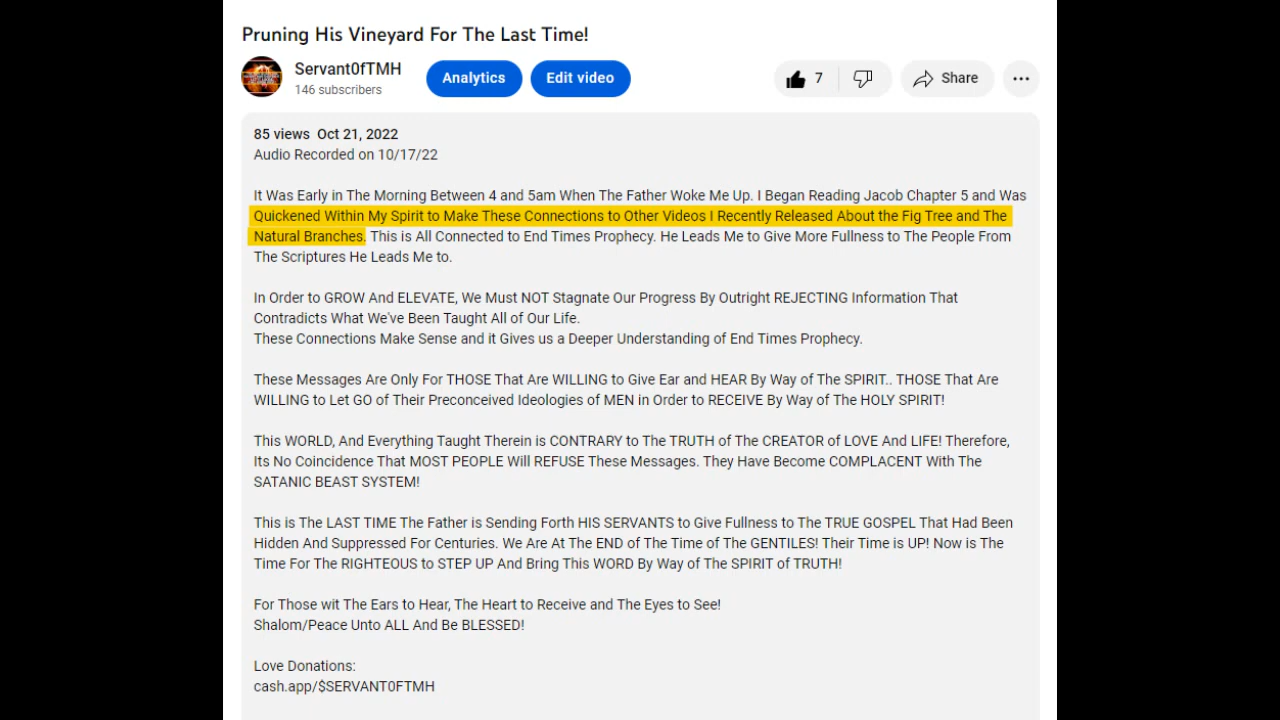 Pruning His Vineyard For The Last Time!
Servant0fTMH
146 subscribers
Analytics
Edit video
7
Share
85 views Oct 21, 2022
Audio Recorded on 10/17/22
It Was Early in The Morning Between 4 and 5am When The Father Woke Me Up. I Began Reading Jacob Chapter 5 and Was
Quickened Within My Spirit to Make These Connections to Other Videos I Recently Released About the Fig Tree and The
Natural Branches. This is All Connected to End Times Prophecy. He Leads Me to Give More Fullness to The People From
The Scriptures He Leads Me to.
In Order to GROW And ELEVATE, We Must NOT Stagnate Our Progress By Outright REJECTING Information That
Contradicts What We've Been Taught All of Our Life.
These Connections Make Sense and it Gives us a Deeper Understanding of End Times Prophecy.
These Messages Are Only For THOSE That Are WILLING to Give Ear and HEAR By Way of The SPIRIT.. THOSE That Are
WILLING to Let GO of Their Preconceived Ideologies of MEN in Order to RECEIVE By Way of The HOLY SPIRIT!
This WORLD, And Everything Taught Therein is CONTRARY to The TRUTH of The CREATOR of LOVE And LIFE! Therefore,
Its No Coincidence That MOST PEOPLE Will REFUSE These Messages. They Have Become COMPLACENT With The
SATANIC BEAST SYSTEM!
This is The LAST TIME The Father is Sending Forth HIS SERVANTS to Give Fullness to The TRUE GOSPEL That Had Been
Hidden And Suppressed For Centuries. We Are At The END of The Time of The GENTILES! Their Time is UP! Now is The
Time For The RIGHTEOUS to STEP UP And Bring This WORD By Way of The SPIRIT of TRUTH!
For Those wit The Ears to Hear, The Heart to Receive and The Eyes to See!
Shalom/Peace Unto ALL And Be BLESSED!
Love Donations:
cash.app/$SERVANT0FTMH